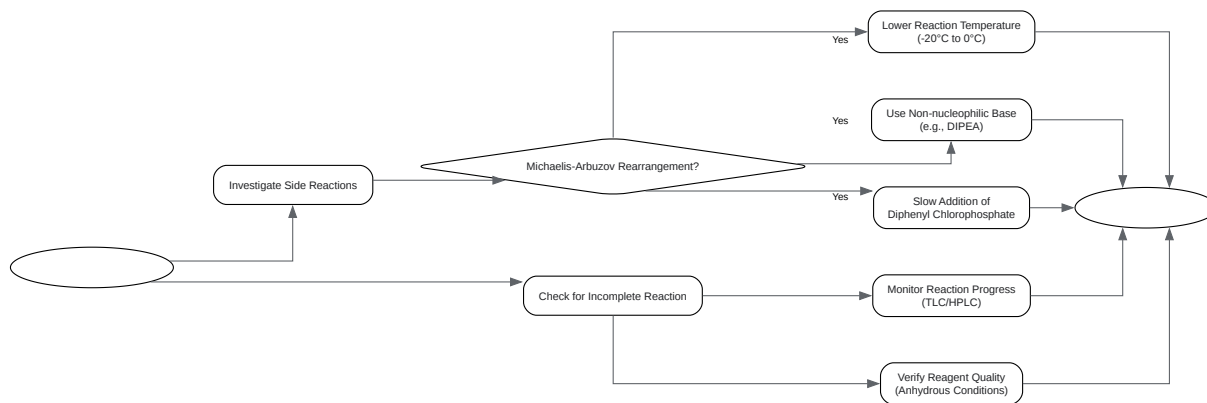 Lower Reaction Temperature
(-20°C to 0°C)
Yes
Use Non-nucleophilic Base
(e.g., DIPEA)
Yes
Michaelis-Arbuzov Rearrangement?
Investigate Side Reactions
Yes
Slow Addition of
Diphenyl Chlorophosphate
Check for Incomplete Reaction
Monitor Reaction Progress
(TLC/HPLC)
Verify Reagent Quality
(Anhydrous Conditions)